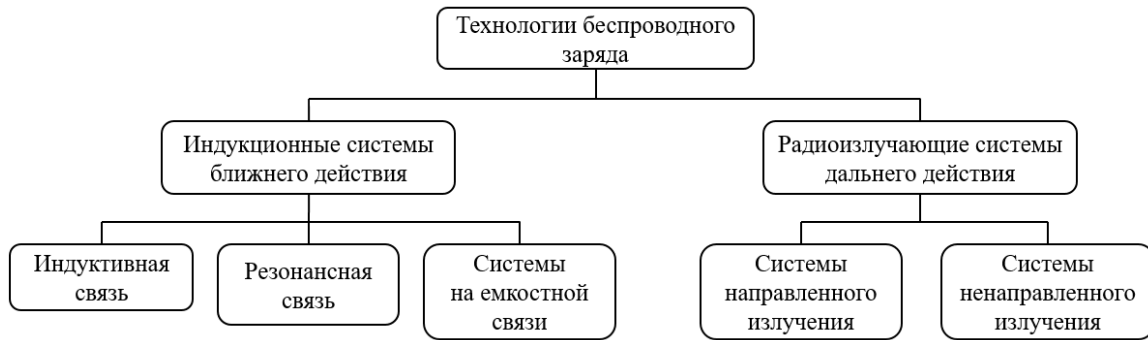 Технологии беспроводного
заряда
Индукционные системы
ближнего действия
Радиоизлучающие системы
дальнего действия
Индуктивная
связь
Резонансная
связь
Системы
на емкостной
связи
Системы
направленного
излучения
Системы
ненаправленного
излучения